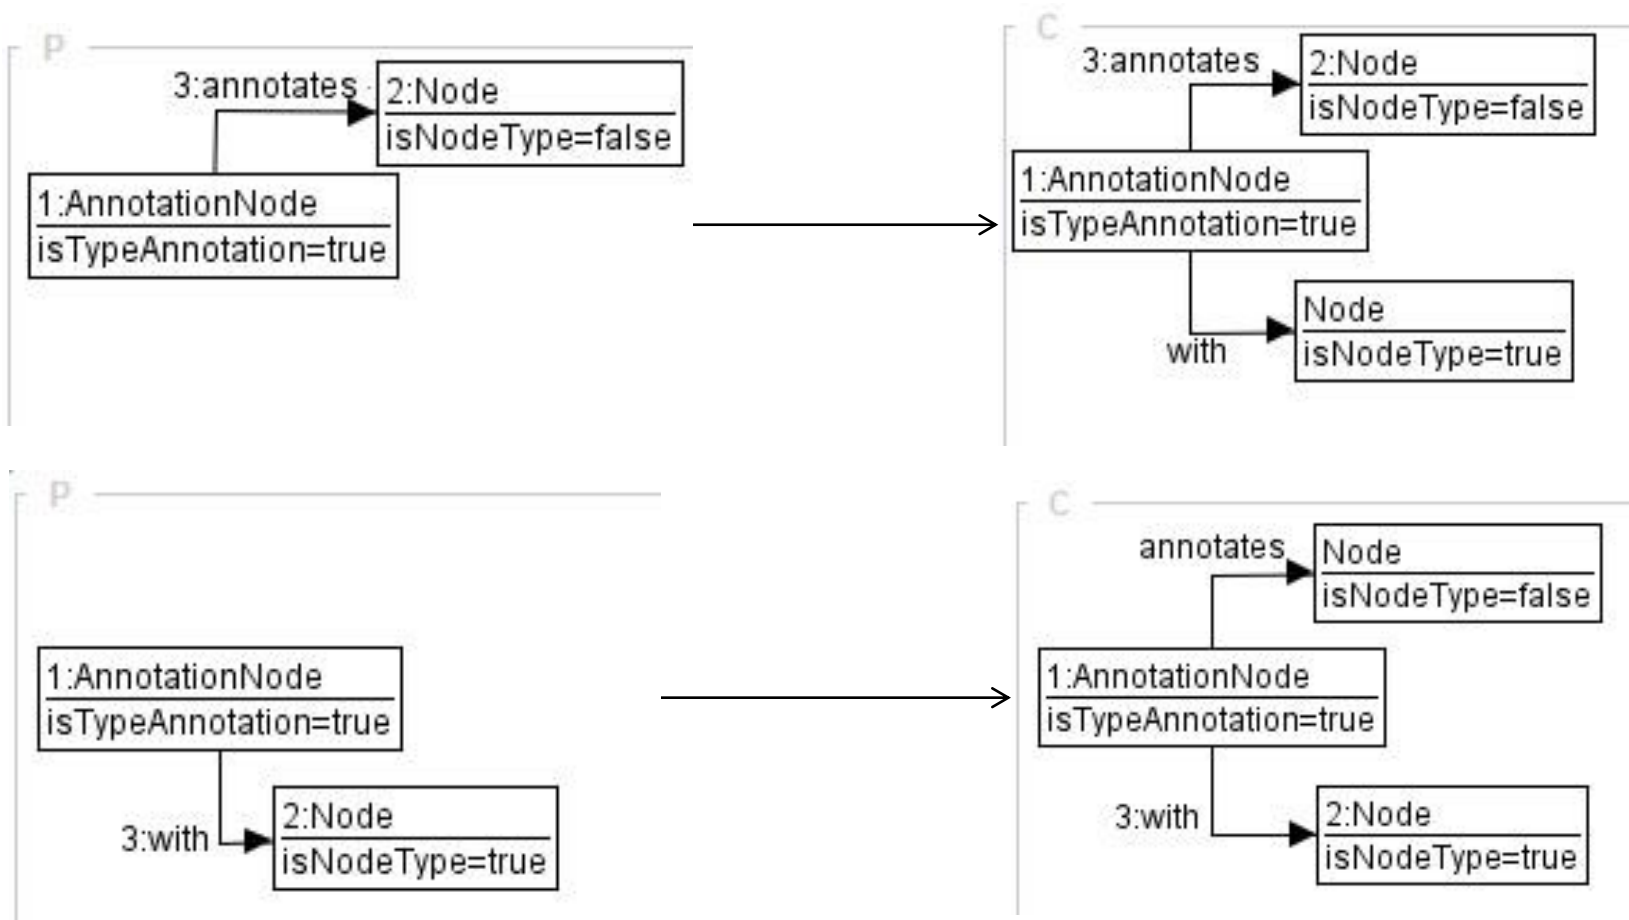 P
3:annotates
2:Node
isNodeType=false
1:AnnotationNode
isTypeAnnotation=true
C
3:annotates
2:Node
isNodeType=false
1:AnnotationNode
isTypeAnnotation=true
Node
isNodeType=true
with
P
1:AnnotationNode
isTypeAnnotation=true
3:with
2:Node
isNodeType=true
C
annotates
Node
isNodeType=false
1:AnnotationNode
isTypeAnnotation=true
3:with
2:Node
isNodeType=true